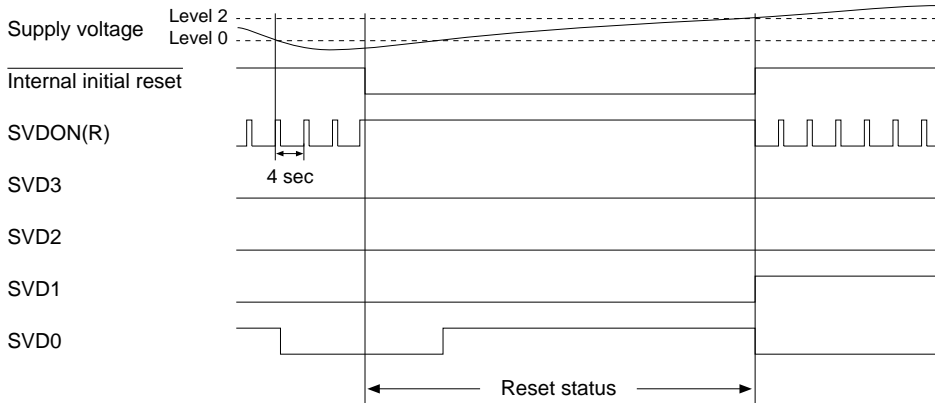 Level 2
Supply voltage
Level 0
Internal initial reset
SVDON(R)
4 sec
SVD3
SVD2
SVD1
SVD0
Reset status